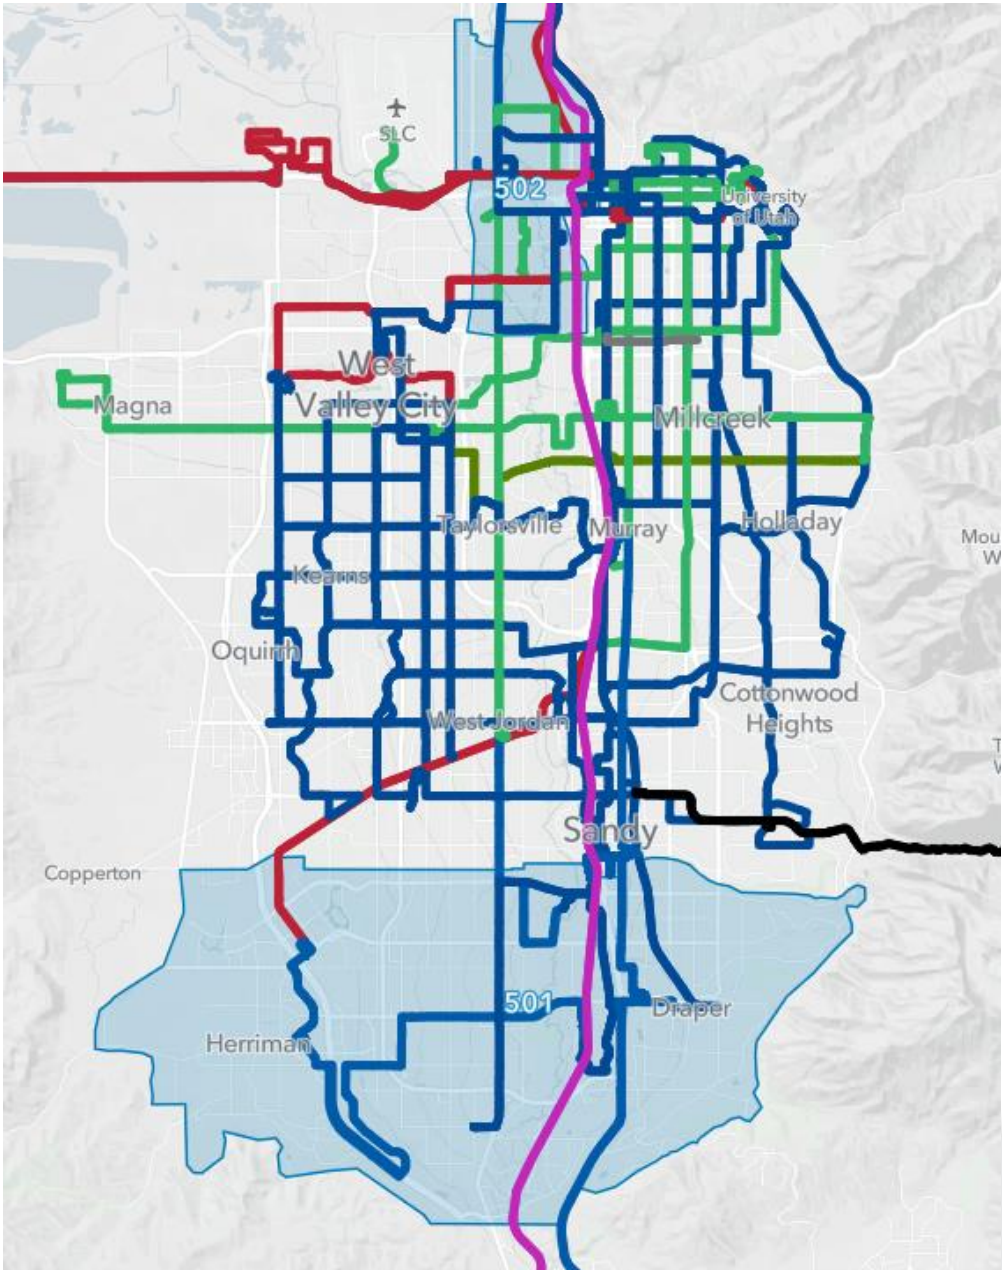 SLC
502
University
of Utah
West
Valley City
Magna
Millcreek
Taylorsville
Murray
Holladay
Mou
W
Kearns
Oquirrh
Cottonwood
Heights
West Jordan
T
W
Sandy
Copperton
501
Draper
Herriman